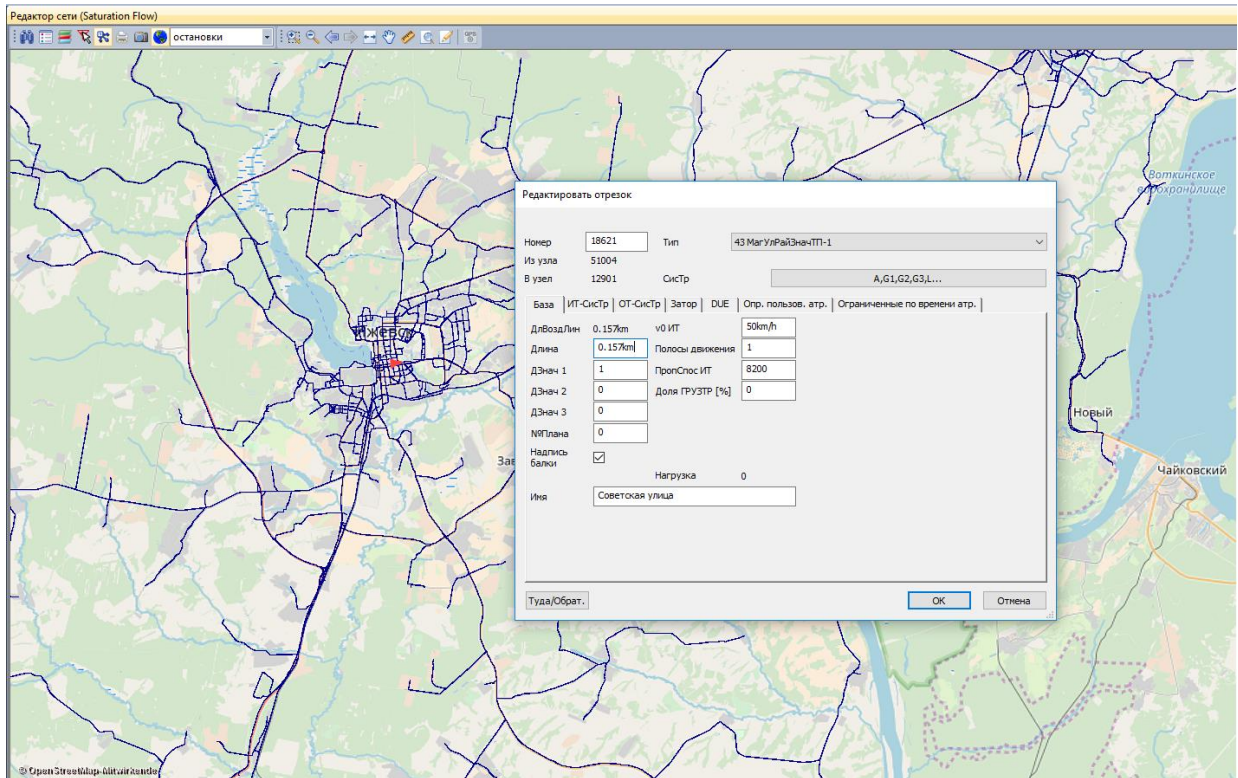 Редактор сети (Saturation Flow)
остановки
GPS
Воткинское
водохранилище
Ижевск
Новый
Чайковский
Редактировать отрезок
Номер 18621 Тип 43 МагУлРайЗначТП-1
Из узла 51004
В узел 12901 СисТр A,G1,G2,G3,L...
База ИТ-СисТр ОТ-СисТр Затор DUE Опр. пользов. атр. Ограниченные по времени атр.
ДлВоздЛин 0.157km v0 ИТ 50km/h
Длина 0.157km Полосы движения 1
ДЗнач 1 1 ПропСпос ИТ 8200
ДЗнач 2 0 Доля ГРУЗТР [%] 0
ДЗнач 3 0
№Плана 0
Надпись
балки
Нагрузка 0
Имя Советская улица
Туда/Обрат. OK Отмена
© OpenStreetMap-Mitwirkende